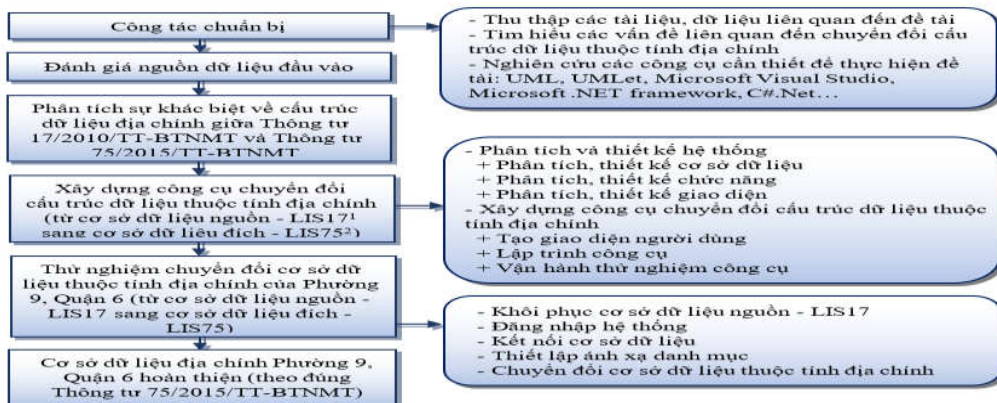 Công tác chuẩn bị
Đánh giá nguồn dữ liệu đầu vào
Phân tích sự khác biệt về cấu trúc
dữ liệu địa chính giữa Thông tư
17/2010/TT-BTNMT và Thông tư
75/2015/TT-BTNMT
Xây dựng công cụ chuyển đổi
cấu trúc dữ liệu thuộc tính địa chính
(từ cơ sở dữ liệu nguồn - LIS17¹
sang cơ sở dữ liệu đích - LIS75²)
Thử nghiệm chuyển đổi cơ sở dữ
liệu thuộc tính địa chính của Phường
9, Quận 6 (từ cơ sở dữ liệu nguồn -
LIS17 sang cơ sở dữ liệu đích -
LIS75)
Cơ sở dữ liệu địa chính Phường 9,
Quận 6 hoàn thiện (theo đúng
Thông tư 75/2015/TT-BTNMT)
- Thu thập các tài liệu, dữ liệu liên quan đến đề tài
- Tìm hiểu các vấn đề liên quan đến chuyển đổi cấu
trúc dữ liệu thuộc tính địa chính
- Nghiên cứu các công cụ cần thiết để thực hiện đề
tài: UML, UMLet, Microsoft Visual Studio,
Microsoft .NET framework, C#.Net...
- Phân tích và thiết kế hệ thống
+ Phân tích, thiết kế cơ sở dữ liệu
+ Phân tích, thiết kế chức năng
+ Phân tích, thiết kế giao diện
- Xây dựng công cụ chuyển đổi cấu trúc dữ liệu thuộc
tính địa chính
+ Tạo giao diện người dùng
+ Lập trình công cụ
+ Vận hành thử nghiệm công cụ
- Khôi phục cơ sở dữ liệu nguồn - LIS17
- Đăng nhập hệ thống
- Kết nối cơ sở dữ liệu
- Thiết lập ánh xạ danh mục
- Chuyển đổi cơ sở dữ liệu thuộc tính địa chính